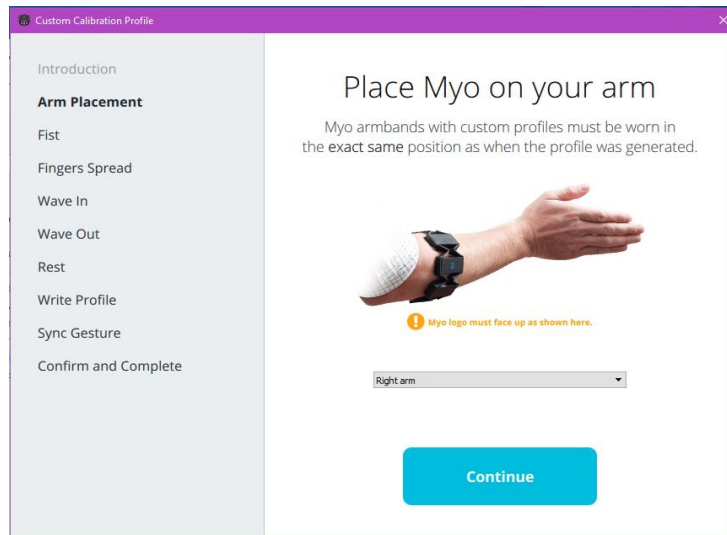 Custom Calibration Profile
Introduction
Arm Placement
Fist
Fingers Spread
Wave In
Wave Out
Rest
Write Profile
Sync Gesture
Confirm and Complete
Place Myo on your arm
Myo armbands with custom profiles must be worn in
the exact same position as when the profile was generated.
Myo logo must face up as shown here.
Right arm
Continue